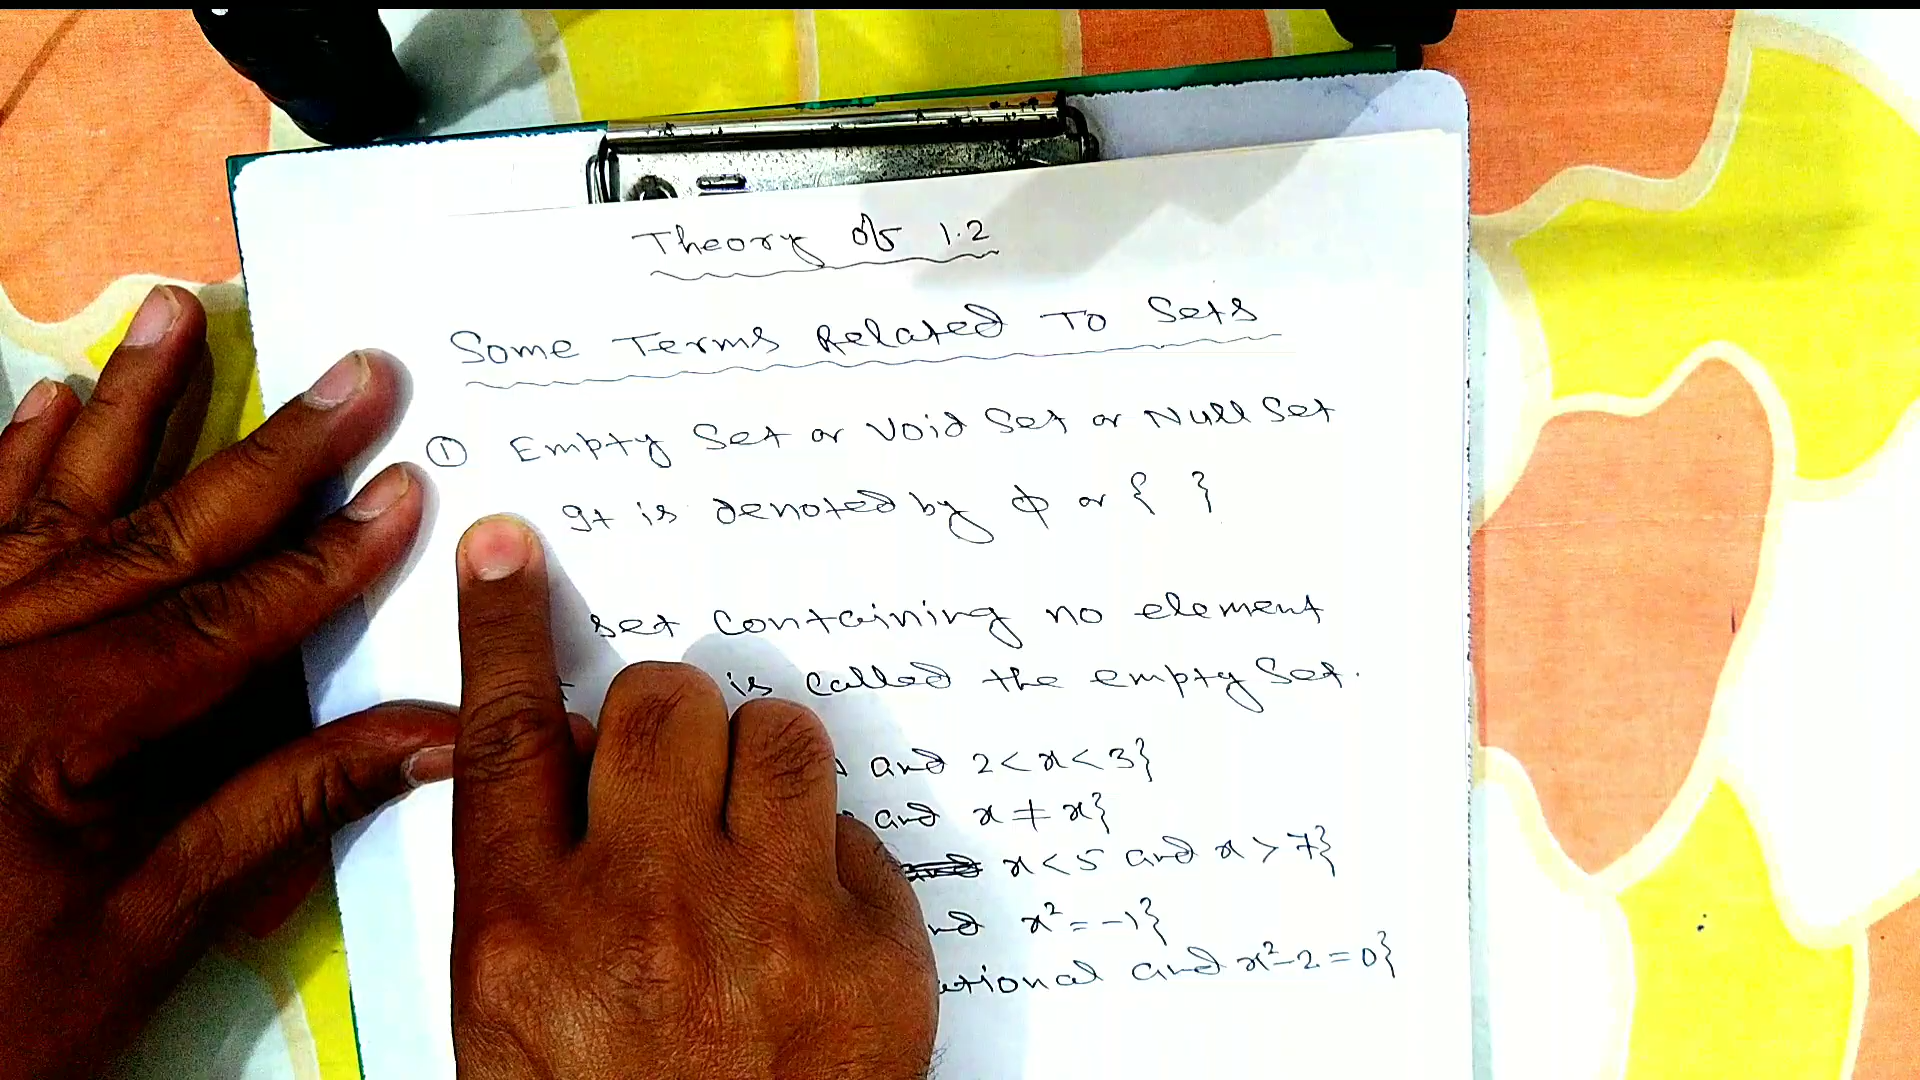 Theory of 1.2
Some Terms Related To Sets
① Empty Set or Void Set or Null Set
It is denoted by φ or { }
set containing no element
is called the empty Set.
and 2<x<3}
and x ≠ x}
x<5 and x>7}
x²=-1}
and x²-2=0}